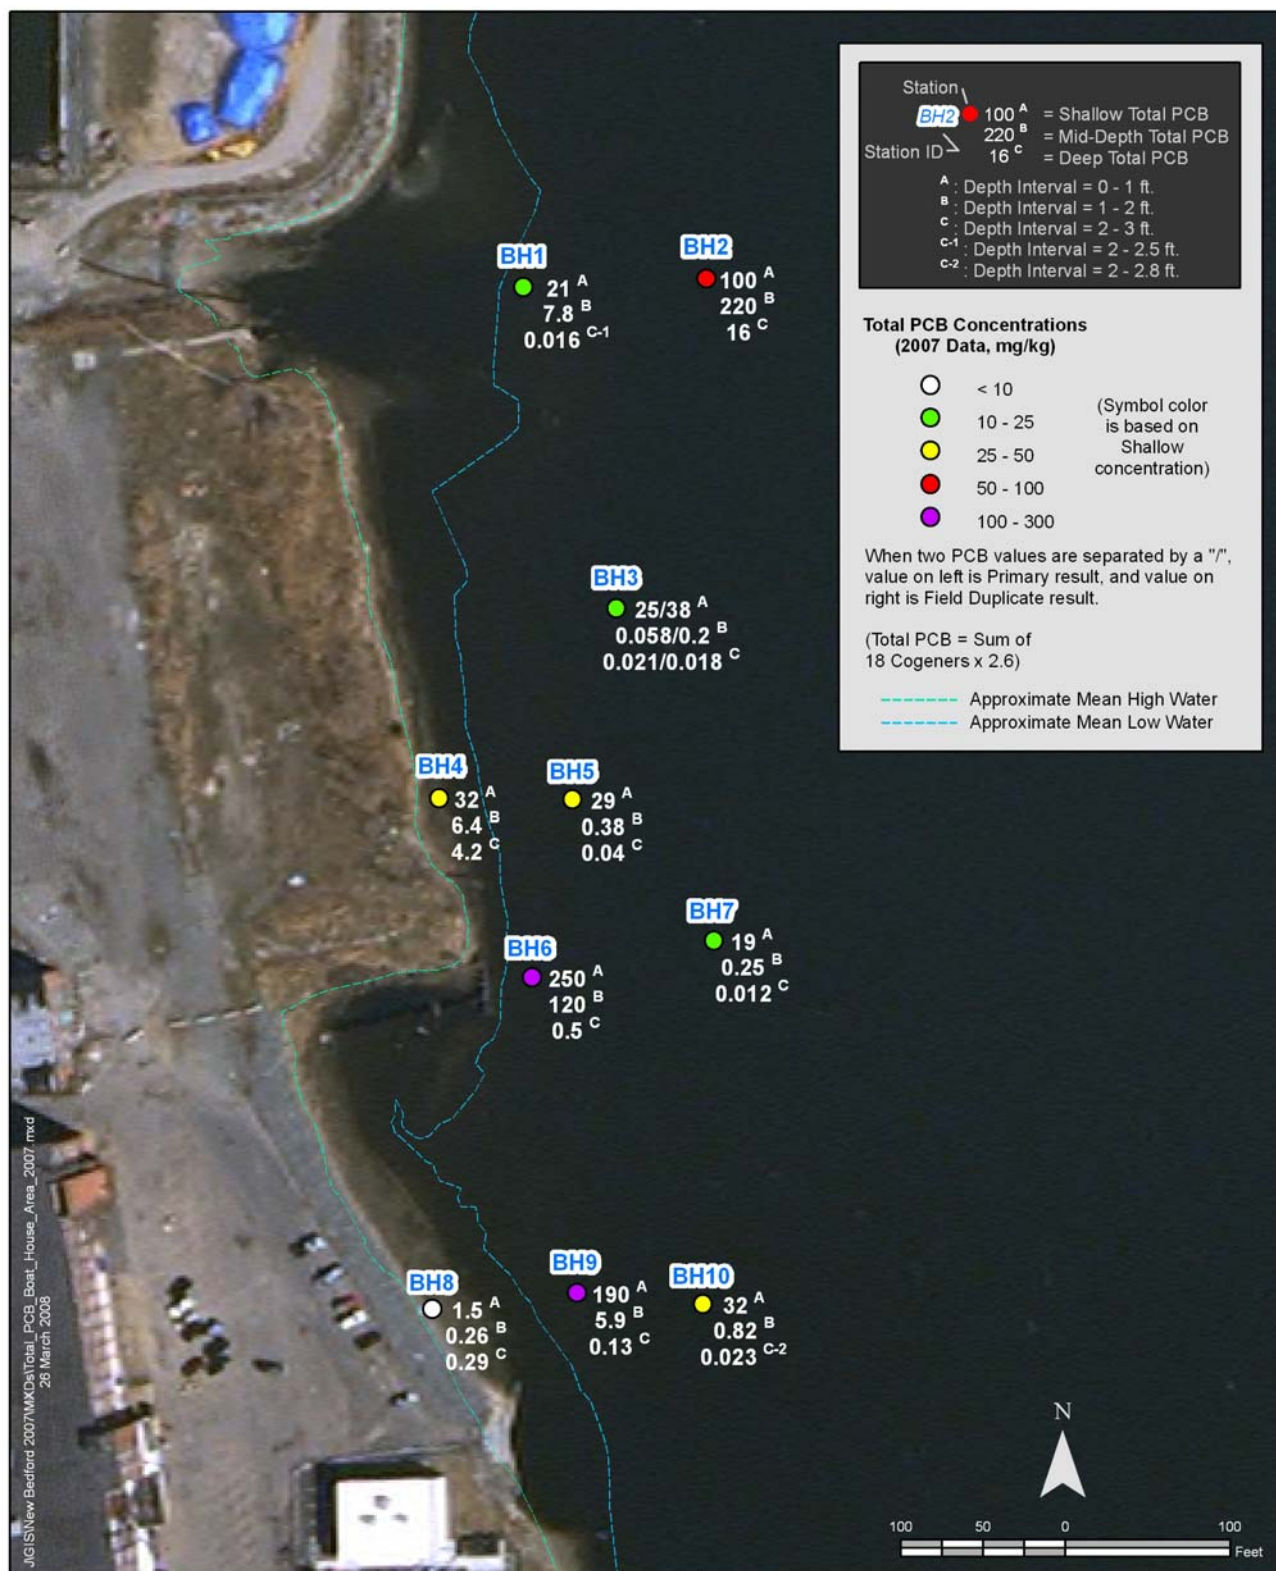 Station
BH2 100 A = Shallow Total PCB
220 B = Mid-Depth Total PCB
Station ID 16 C = Deep Total PCB
A : Depth Interval = 0 - 1 ft.
B : Depth Interval = 1 - 2 ft.
C : Depth Interval = 2 - 3 ft.
C-1 : Depth Interval = 2 - 2.5 ft.
C-2 : Depth Interval = 2 - 2.8 ft.
Total PCB Concentrations
(2007 Data, mg/kg)
< 10
10 - 25
25 - 50
50 - 100
100 - 300
(Symbol color
is based on
Shallow
concentration)
When two PCB values are separated by a "/",
value on left is Primary result, and value on
right is Field Duplicate result.
(Total PCB = Sum of
18 Cogeners x 2.6)
Approximate Mean High Water
Approximate Mean Low Water
BH1
21 A
7.8 B
0.016 C-1
BH2
100 A
220 B
16 C
BH3
25/38 A
0.058/0.2 B
0.021/0.018 C
BH4
32 A
6.4 B
4.2 C
BH5
29 A
0.38 B
0.04 C
BH6
250 A
120 B
0.5 C
BH7
19 A
0.25 B
0.012 C
BH8
1.5 A
0.26 B
0.29 C
BH9
190 A
5.9 B
0.13 C
BH10
32 A
0.82 B
0.023 C-2
N
100 50 0 100
Feet
J:\GIS\New Bedford 2007\MXDs\Total_PCB_Boat_House_Area_2007.mxd
26 March 2008